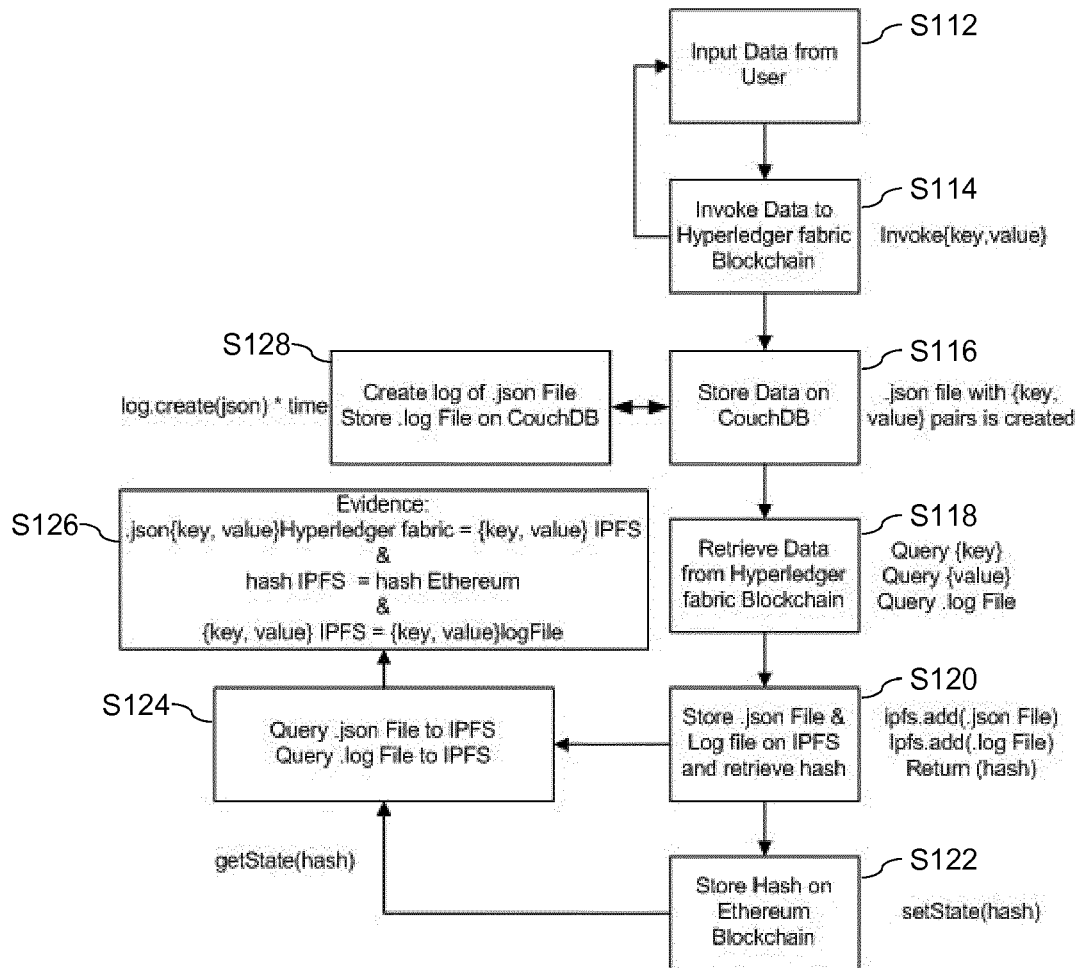 S112
Input Data from
User
S114
Invoke Data to
Hyperledger fabric
Blockchain
Invoke{key,value}
S128
log.create(json) * time
Create log of .json File
Store .log File on CouchDB
S116
Store Data on
CouchDB
.json file with {key,
value} pairs is created
S126
Evidence:
.json{key, value}Hyperledger fabric = {key, value} IPFS
&
hash IPFS = hash Ethereum
&
{key, value} IPFS = {key, value}logFile
S118
Retrieve Data
from Hyperledger
fabric Blockchain
Query {key}
Query {value}
Query .log File
S124
Query .json File to IPFS
Query .log File to IPFS
S120
Store .json File &
Log file on IPFS
and retrieve hash
ipfs.add(.json File)
ipfs.add(.log File)
Return (hash)
getState(hash)
S122
Store Hash on
Ethereum
Blockchain
setState(hash)